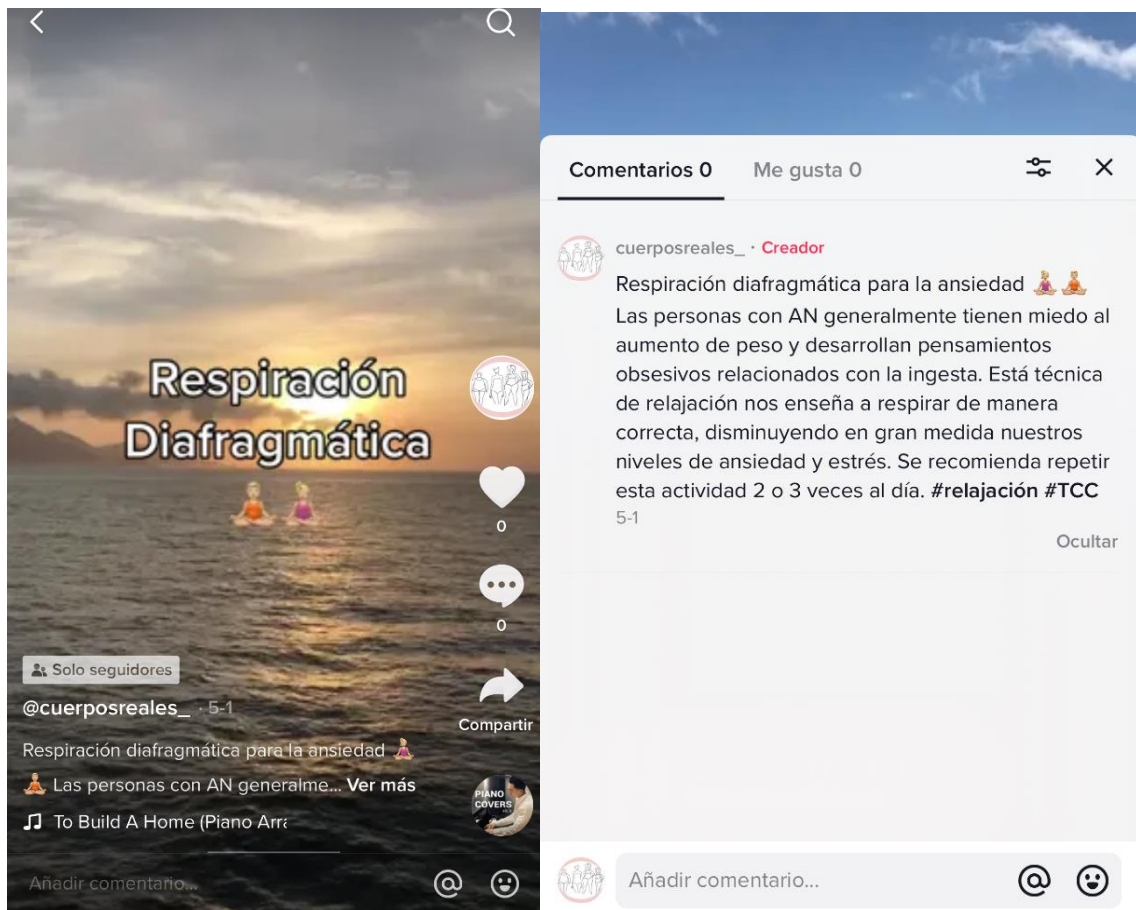 Respiración
Diafragmática
0
0
Solo seguidores
@cuerposreales_ · 5-1
Compartir
Respiración diafragmática para la ansiedad
Las personas con AN generalme... Ver más
PIANO
COVERS
To Build A Home (Piano Arra
Añadir comentario...
Comentarios 0
Me gusta 0
cuerposreales_ · Creador
Respiración diafragmática para la ansiedad
Las personas con AN generalmente tienen miedo al
aumento de peso y desarrollan pensamientos
obsesivos relacionados con la ingesta. Está técnica
de relajación nos enseña a respirar de manera
correcta, disminuyendo en gran medida nuestros
niveles de ansiedad y estrés. Se recomienda repetir
esta actividad 2 o 3 veces al día. #relajación #TCC
5-1
Ocultar
Añadir comentario...